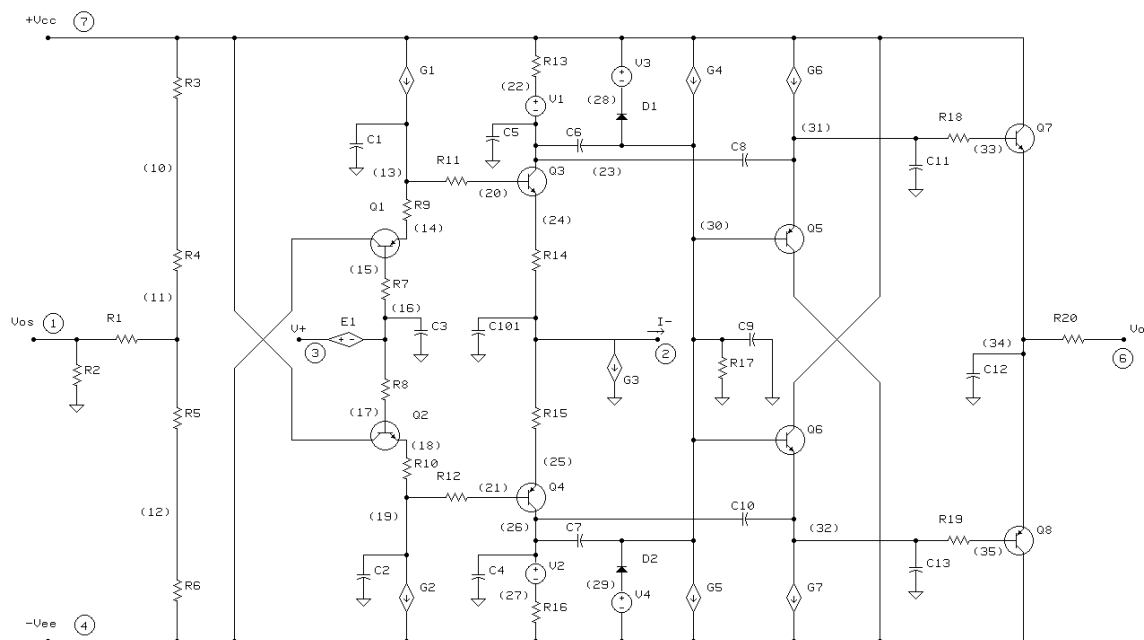 +Vcc 7
R3
G1
R13
(22)
V1
V3
(28)
D1
G4
G6
C1
C5
C6
(31)
R18
Q7
(10)
(13)
R11
(20)
Q3
(23)
C8
C11
(33)
Q1
R9
(14)
(24)
(30)
Q5
R4
(15)
R7
R14
(11)
(16)
Vos 1
R1
V+
E1
C3
C101
I-
C9
(34)
R20
Vo
3
2
6
R2
G3
R17
C12
R8
R5
(17)
Q2
R15
(18)
Q6
R10
R12
(21)
(25)
Q4
(12)
(19)
(26)
C7
C10
(32)
R19
Q8
C2
C4
V2
D2
(35)
C13
R6
G2
(27)
R16
(29)
V4
G5
G7
-Vee 4